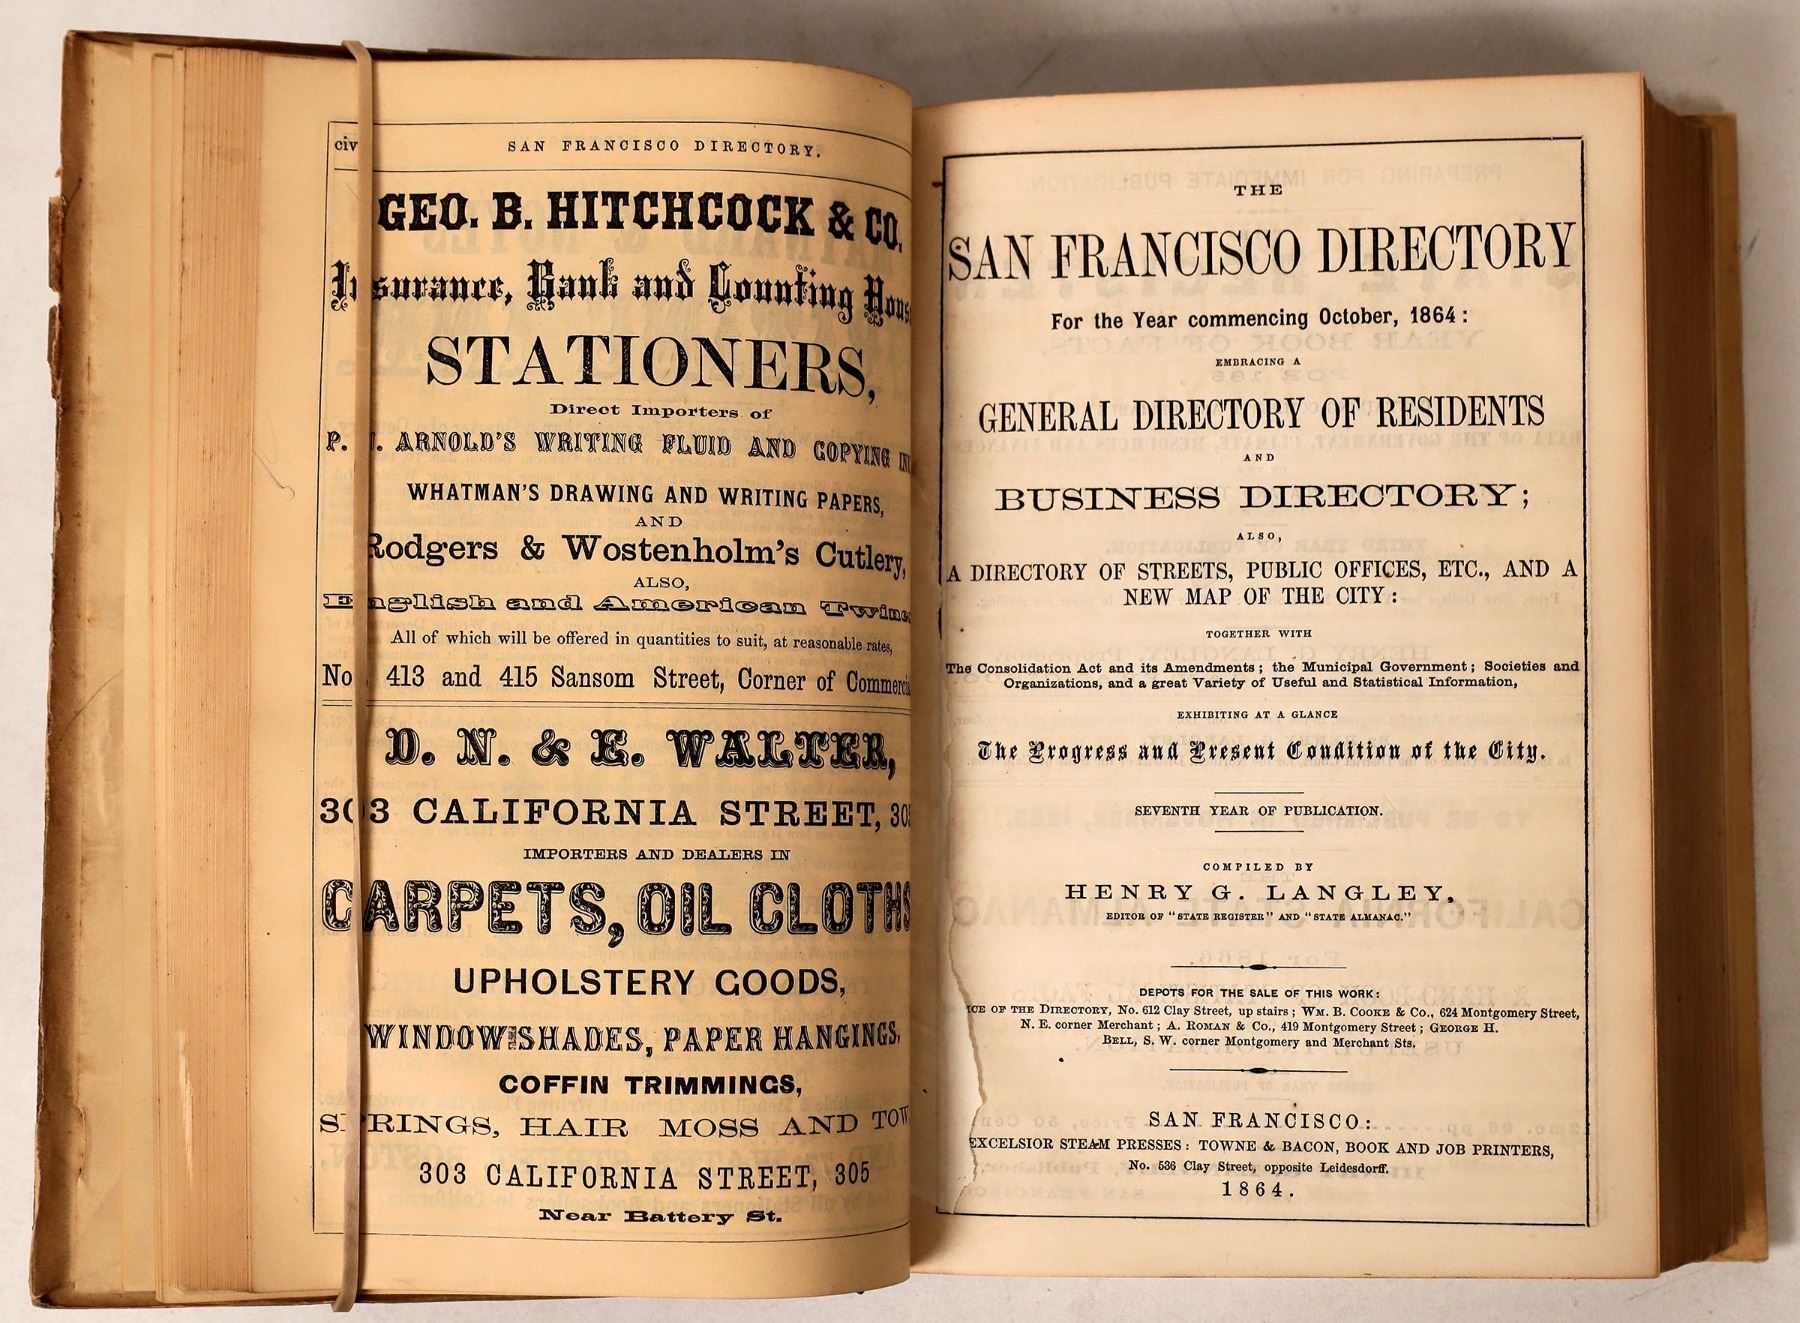 civ SAN FRANCISCO DIRECTORY.
GEO. B. HITCHCOCK & CO.
Insurance, Bank and Counting House
STATIONERS,
Direct Importers of
P. J. ARNOLD'S WRITING FLUID AND COPYING INK
WHATMAN'S DRAWING AND WRITING PAPERS,
AND
Rodgers & Wostenholm's Cutlery,
ALSO,
English and American Twines
All of which will be offered in quantities to suit, at reasonable rates,
No. 413 and 415 Sansom Street, Corner of Commercial
D. N. & E. WALTER,
303 CALIFORNIA STREET, 305
IMPORTERS AND DEALERS IN
CARPETS, OIL CLOTHS
UPHOLSTERY GOODS,
WINDOW SHADES, PAPER HANGINGS,
COFFIN TRIMMINGS,
SPRINGS, HAIR MOSS AND TOW
303 CALIFORNIA STREET, 305
Near Battery St.
THE
SAN FRANCISCO DIRECTORY
For the Year commencing October, 1864:
EMBRACING A
GENERAL DIRECTORY OF RESIDENTS
AND
BUSINESS DIRECTORY;
ALSO,
A DIRECTORY OF STREETS, PUBLIC OFFICES, ETC., AND A
NEW MAP OF THE CITY:
TOGETHER WITH
The Consolidation Act and its Amendments; the Municipal Government; Societies and
Organizations, and a great Variety of Useful and Statistical Information,
EXHIBITING AT A GLANCE
The Progress and Present Condition of the City.
SEVENTH YEAR OF PUBLICATION.
COMPILED BY
HENRY G. LANGLEY,
EDITOR OF "STATE REGISTER" AND "STATE ALMANAC."
DEPOTS FOR THE SALE OF THIS WORK:
ICE OF THE DIRECTORY, No. 612 Clay Street, up stairs; WM. B. COOKE & Co., 624 Montgomery Street,
N. E. corner Merchant; A. ROMAN & Co., 419 Montgomery Street; GEORGE H.
BELL, S. W. corner Montgomery and Merchant Sts.
SAN FRANCISCO:
EXCELSIOR STEAM PRESSES: TOWNE & BACON, BOOK AND JOB PRINTERS,
No. 536 Clay Street, opposite Leidesdorff.
1864.